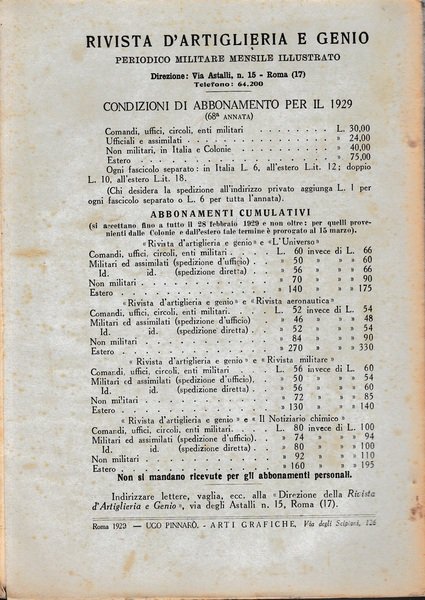 RIVISTA D'ARTIGLIERIA E GENIO
PERIODICO MILITARE MENSILE ILLUSTRATO
Direzione: Via Astalli, n. 15 - Roma (17)
Telefono: 64.200
CONDIZIONI DI ABBONAMENTO PER IL 1929
(68ª ANNATA)
Comandi, uffici, circoli, enti militari . . . . . . . . . L. 30,00
Ufficiali e assimilati . . . . . . . . . . . . . . » 24,00
Non militari, in Italia e Colonie . . . . . . . . . . » 40,00
Estero . . . . . . . . . . . . . . . . . . » 75,00
Ogni fascicolo separato: in Italia L. 6, all'estero L.it. 12; doppio
L. 10, all'estero L.it. 18.
(Chi desidera la spedizione all'indirizzo privato aggiunga L. 1 per
ogni fascicolo separato o L. 6 per tutta l'annata).
ABBONAMENTI CUMULATIVI
(si accettano fino a tutto il 28 febbraio 1929 e non oltre: per quelli prove-
nienti dalle Colonie e dall'estero tale termine è prorogato al 15 marzo).
«Rivista d'artiglieria e genio» e «L'Universo»
Comandi, uffici, circoli, enti militari . . . . L. 60 invece di L. 66
Militari ed assimilati (spedizione d'ufficio) . . . . » 50 » » 60
Id. id. (spedizione diretta) . . . . » 56 » » 66
Non militari . . . . . . . . . . . » 70 » » 90
Estero . . . . . . . . . . . . . » 140 » » 175
«Rivista d'artiglieria e genio» e «Rivista aeronautica»
Comandi, uffici, circoli, enti militari . . . . L. 52 invece di L. 54
Militari ed assimilati (spedizione d'ufficio) . . . . » 46 » » 48
Id. id. (spedizione diretta) . . . . » 52 » » 54
Non militari . . . . . . . . . . . » 84 » » 90
Estero . . . . . . . . . . . . . » 270 » » 330
« Rivista d'artiglieria e genio » e « Rivista militare »
Comandi, uffici, circoli, enti militari . . . . L. 56 invece di L. 60
Militari ed assimilati (spedizione d'ufficio) . . . . » 50 » » 54
Id. id. (spedizione diretta) . . . . » 56 » » 60
Non militari . . . . . . . . . . . » 72 » » 85
Estero . . . . . . . . . . . . . » 130 » » 140
« Rivista d'artiglieria e genio » e « Il Notiziario chimico »
Comandi, uffici, circoli, enti militari . . . . L. 80 invece di L. 100
Militari ed assimilati (spedizione d'ufficio) . . . . » 74 » » 94
Id. id. (spedizione diretta) . . . . » 80 » » 100
Non militari . . . . . . . . . . . » 92 » » 110
Estero . . . . . . . . . . . . . » 160 » » 195
Non si mandano ricevute per gli abbonamenti personali.
Indirizzare lettere, vaglia, ecc. alla «Direzione della Rivista
d'Artiglieria e Genio», via degli Astalli n. 15, Roma (17).
Roma 1929 — UGO PINNARÒ. - ARTI GRAFICHE, Via degli Scipioni, 126